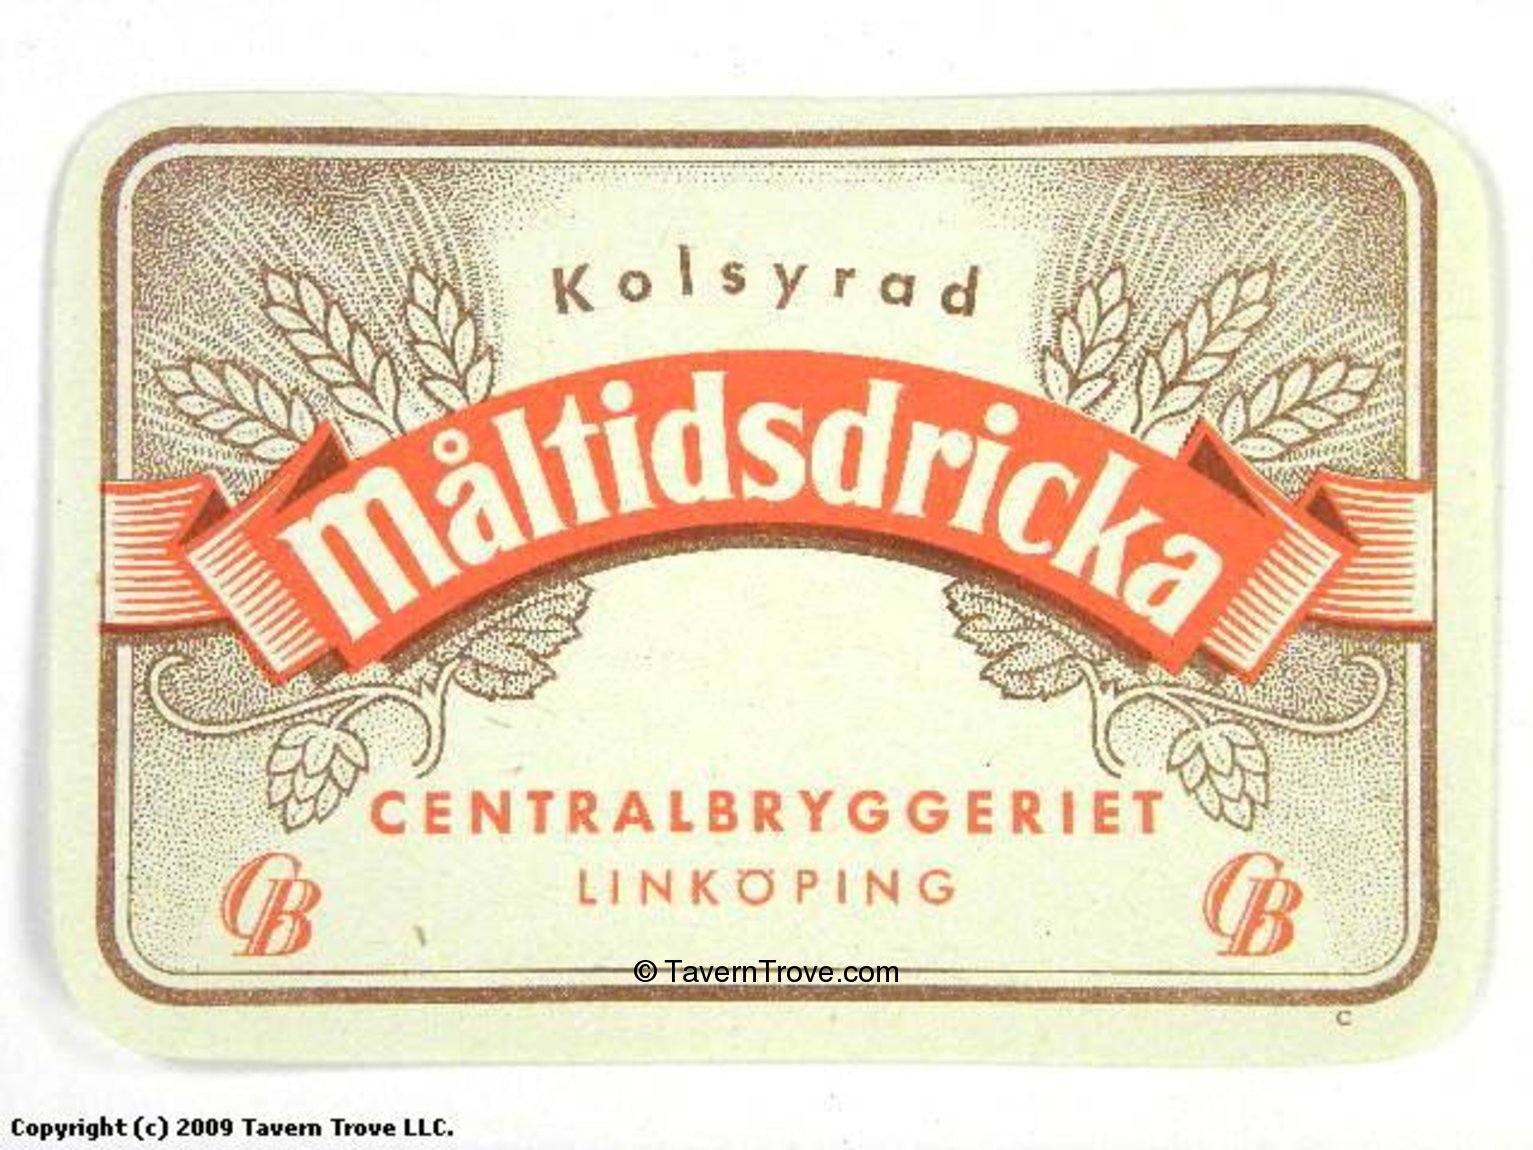 Kolsyrad
Måltidsdricka
CENTRALBRYGGERIET
LINKÖPING
CB CB
© TavernTrove.com
C
Copyright (c) 2009 Tavern Trove LLC.